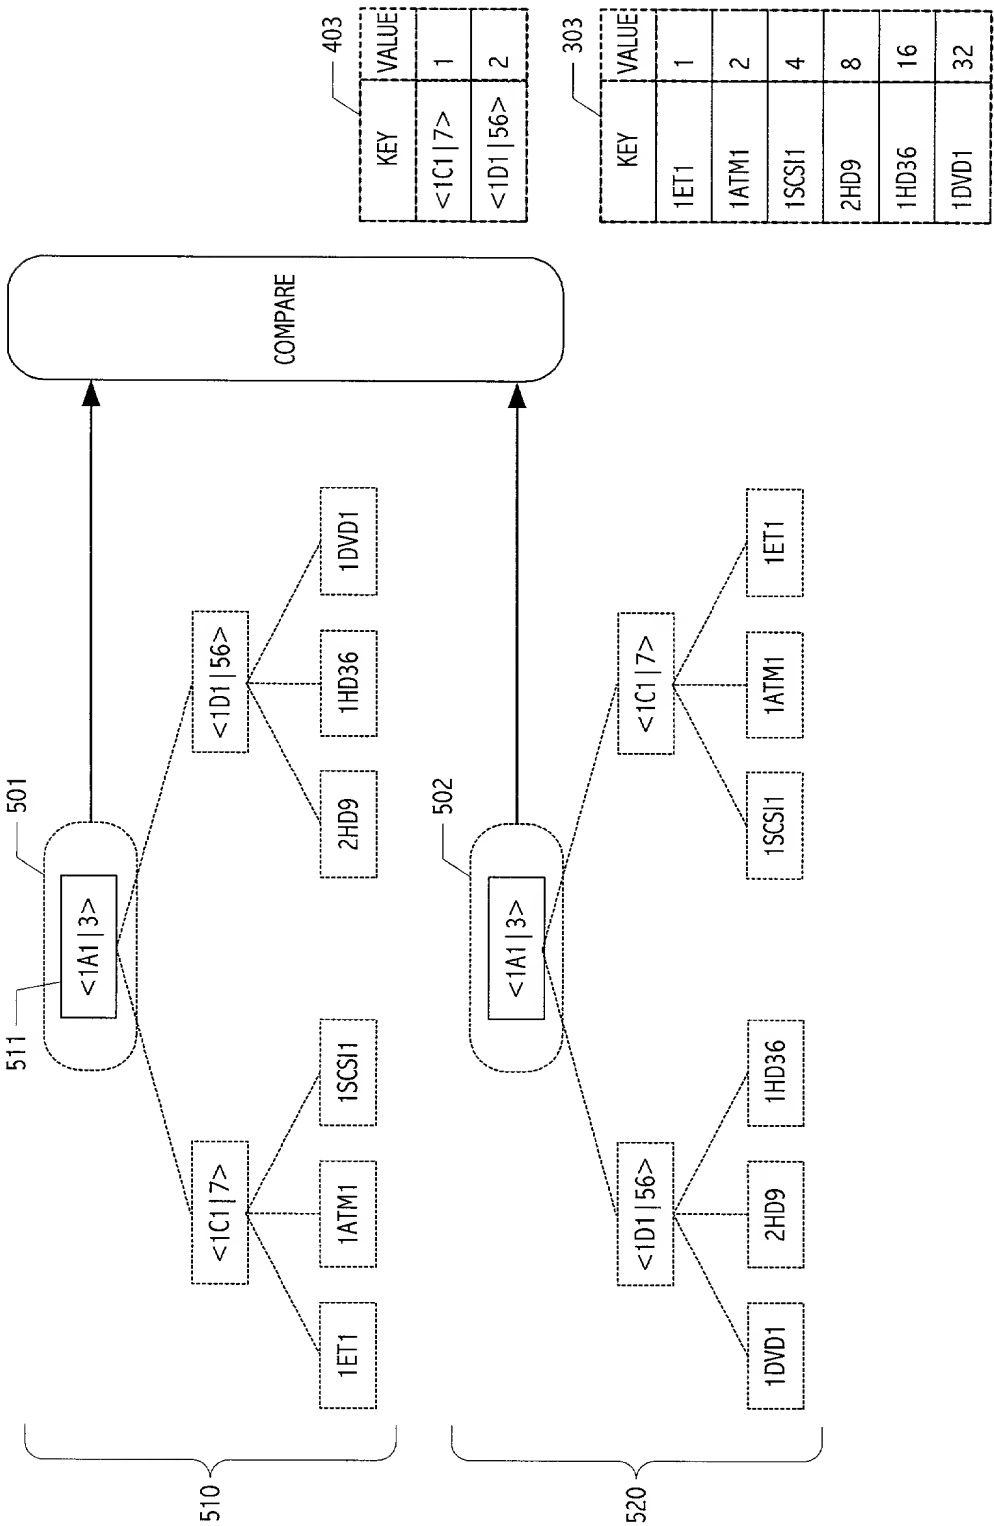 510
<1C1|7>
1ET1
1ATM1
1SCSI1
511
<1A1|3>
501
<1D1|56>
2HD9
1HD36
1DVD1
520
<1D1|56>
1DVD1
2HD9
1HD36
<1A1|3>
502
<1C1|7>
1SCSI1
1ATM1
1ET1
COMPARE
403
KEY VALUE
<1C1|7> 1
<1D1|56> 2
303
KEY VALUE
1ET1 1
1ATM1 2
1SCSI1 4
2HD9 8
1HD36 16
1DVD1 32